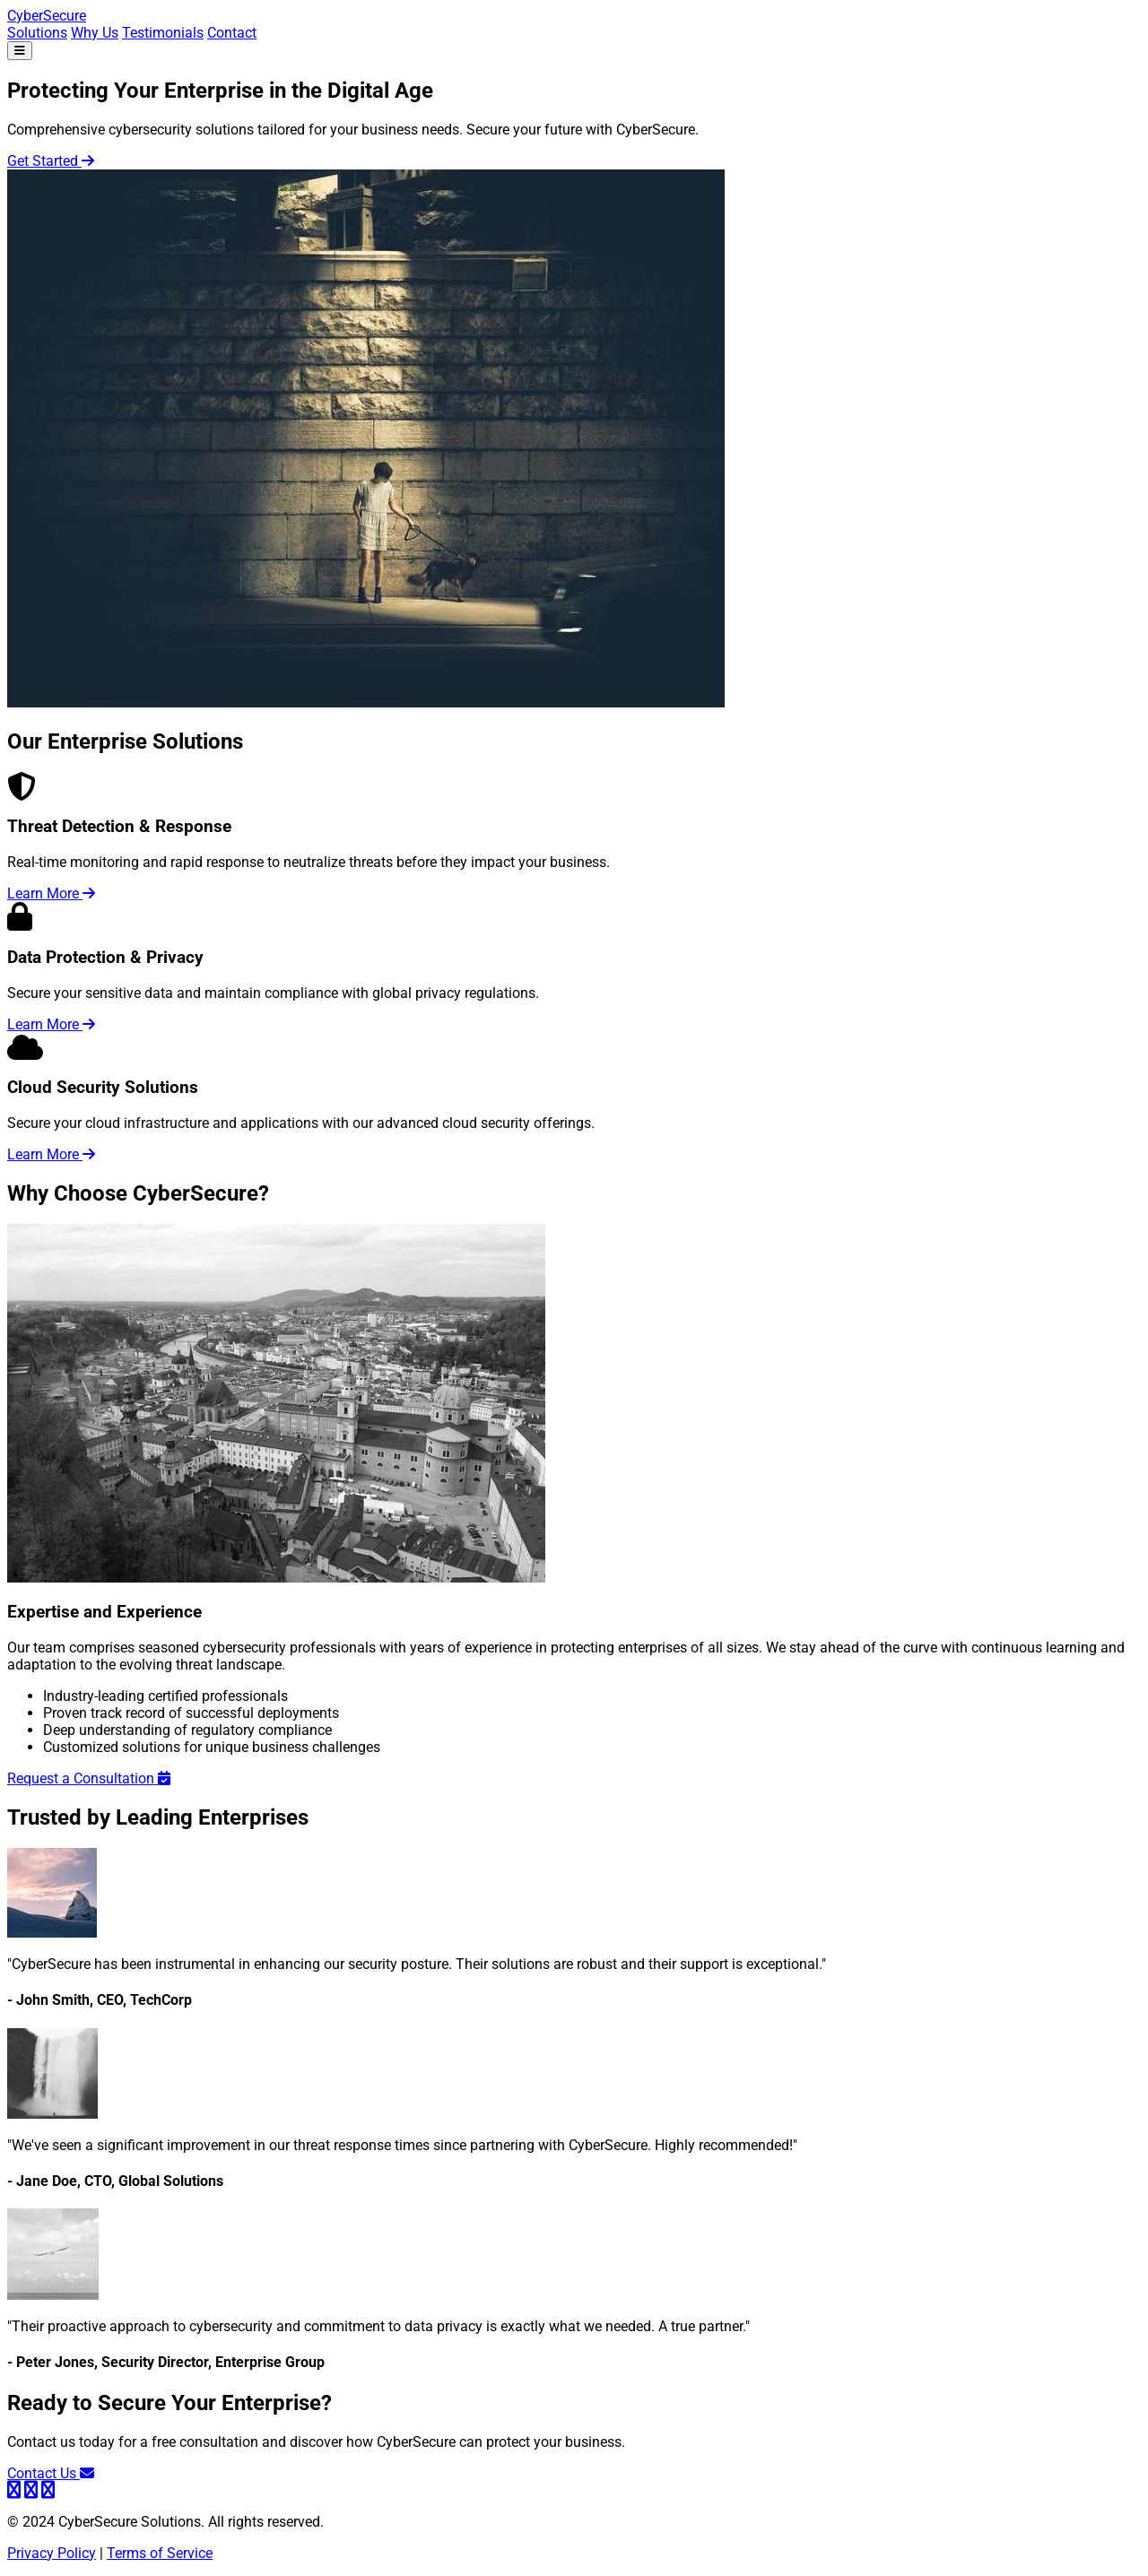 CyberSecure
Solutions Why Us Testimonials Contact
Protecting Your Enterprise in the Digital Age
Comprehensive cybersecurity solutions tailored for your business needs. Secure your future with CyberSecure.
Get Started
Our Enterprise Solutions
Threat Detection & Response
Real-time monitoring and rapid response to neutralize threats before they impact your business.
Learn More
Data Protection & Privacy
Secure your sensitive data and maintain compliance with global privacy regulations.
Learn More
Cloud Security Solutions
Secure your cloud infrastructure and applications with our advanced cloud security offerings.
Learn More
Why Choose CyberSecure?
Expertise and Experience
Our team comprises seasoned cybersecurity professionals with years of experience in protecting enterprises of all sizes. We stay ahead of the curve with continuous learning and
adaptation to the evolving threat landscape.
Industry-leading certified professionals
Proven track record of successful deployments
Deep understanding of regulatory compliance
Customized solutions for unique business challenges
Request a Consultation
Trusted by Leading Enterprises
"CyberSecure has been instrumental in enhancing our security posture. Their solutions are robust and their support is exceptional."
- John Smith, CEO, TechCorp
"We've seen a significant improvement in our threat response times since partnering with CyberSecure. Highly recommended!"
- Jane Doe, CTO, Global Solutions
"Their proactive approach to cybersecurity and commitment to data privacy is exactly what we needed. A true partner."
- Peter Jones, Security Director, Enterprise Group
Ready to Secure Your Enterprise?
Contact us today for a free consultation and discover how CyberSecure can protect your business.
Contact Us
© 2024 CyberSecure Solutions. All rights reserved.
Privacy Policy | Terms of Service